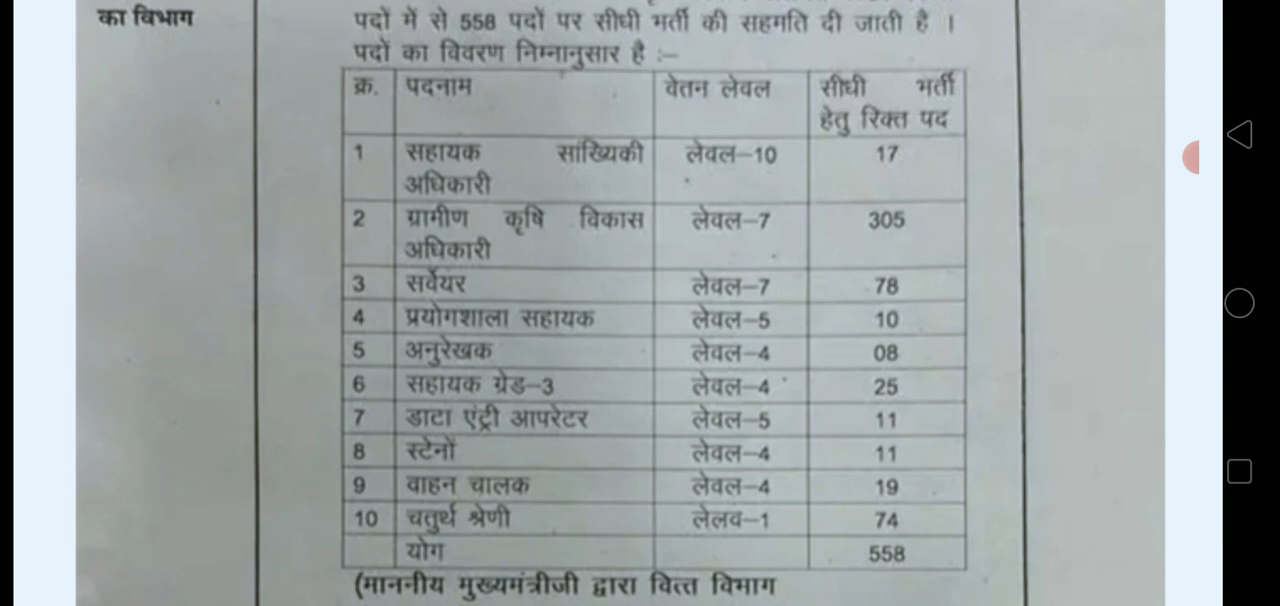 का विभाग
पदों में से 558 पदों पर सीधी भर्ती की सहमति दी जाती है ।
पदों का विवरण निम्नानुसार है :–
क्र. पदनाम वेतन लेवल सीधी भर्ती
हेतु रिक्त पद
1 सहायक सांख्यिकी लेवल–10 17
अधिकारी
2 ग्रामीण कृषि विकास लेवल–7 305
अधिकारी
3 सर्वेयर लेवल–7 78
4 प्रयोगशाला सहायक लेवल–5 10
5 अनुरेखक लेवल–4 08
6 सहायक ग्रेड–3 लेवल–4 25
7 डाटा एंट्री आपरेटर लेवल–5 11
8 स्टेनों लेवल–4 11
9 वाहन चालक लेवल–4 19
10 चतुर्थ श्रेणी लेलव–1 74
योग 558
(माननीय मुख्यमंत्रीजी द्वारा वित्त विभाग